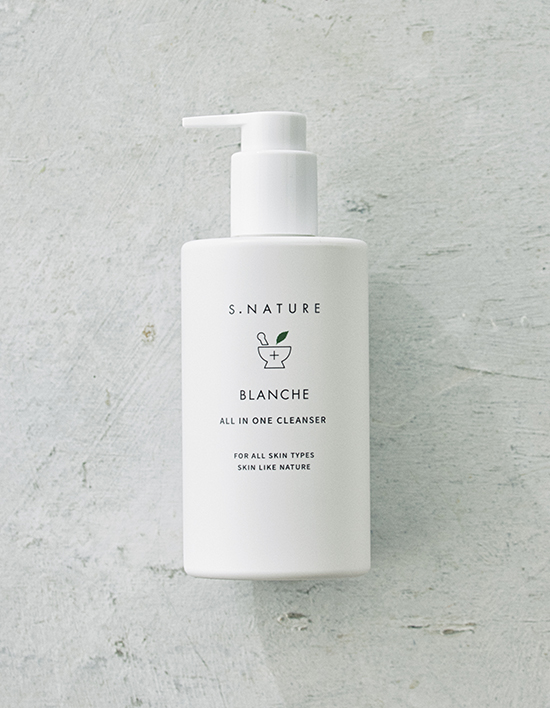 S.NATURE
BLANCHE
ALL IN ONE CLEANSER
FOR ALL SKIN TYPES
SKIN LIKE NATURE